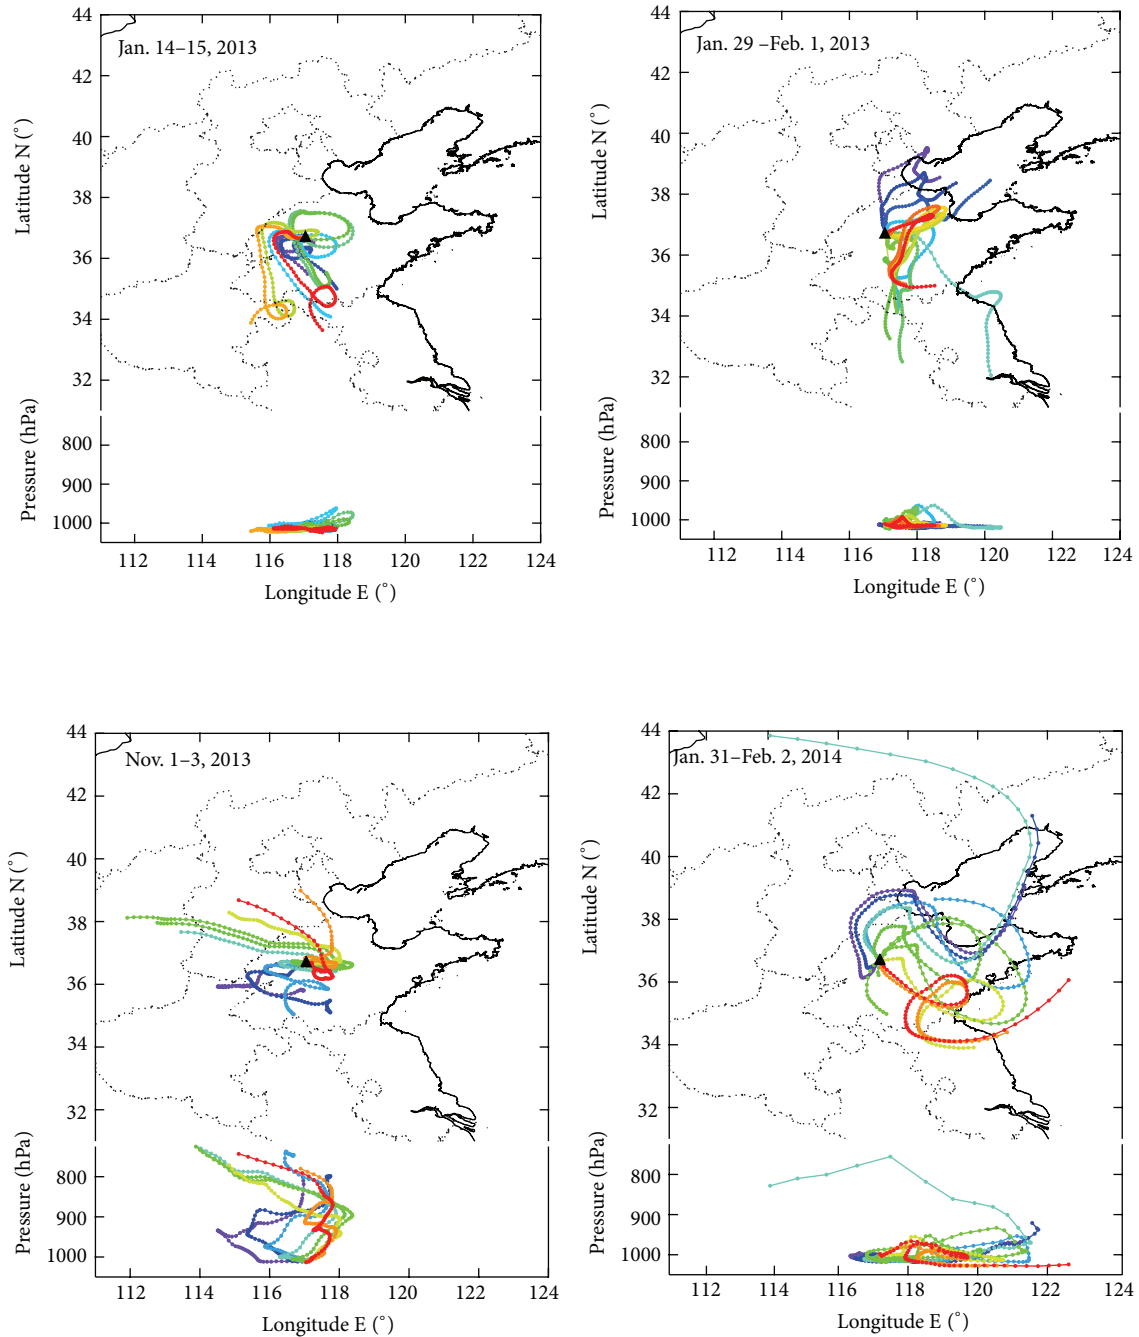 44
Jan. 14–15, 2013
42
40
38
36
34
32
Latitude N (°)
800
900
1000
Pressure (hPa)
112 114 116 118 120 122 124
Longitude E (°)
44
Jan. 29 –Feb. 1, 2013
42
40
38
36
34
32
Latitude N (°)
800
900
1000
Pressure (hPa)
112 114 116 118 120 122 124
Longitude E (°)
44
Nov. 1–3, 2013
42
40
38
36
34
32
Latitude N (°)
800
900
1000
Pressure (hPa)
112 114 116 118 120 122 124
Longitude E (°)
44
Jan. 31–Feb. 2, 2014
42
40
38
36
34
32
Latitude N (°)
800
900
1000
Pressure (hPa)
112 114 116 118 120 122 124
Longitude E (°)